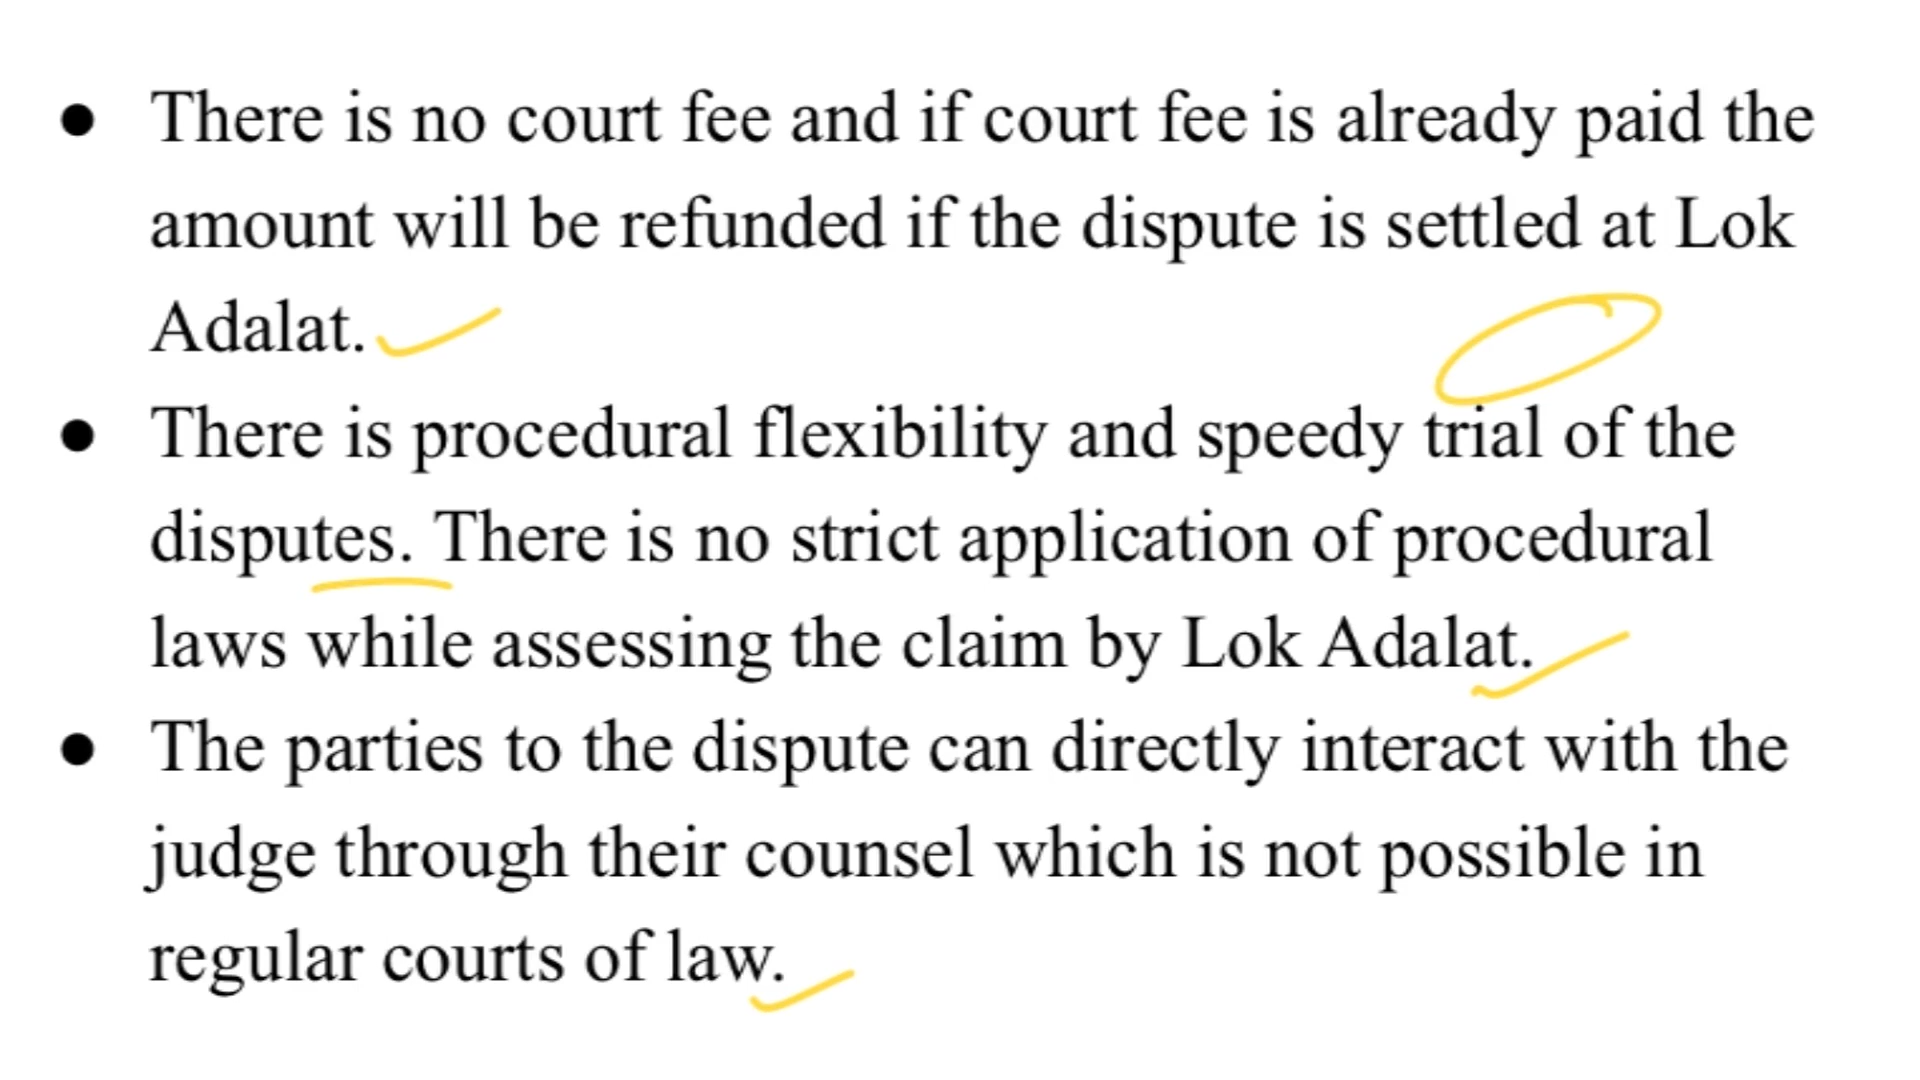 ● There is no court fee and if court fee is already paid the
amount will be refunded if the dispute is settled at Lok
Adalat.
● There is procedural flexibility and speedy trial of the
disputes. There is no strict application of procedural
laws while assessing the claim by Lok Adalat.
● The parties to the dispute can directly interact with the
judge through their counsel which is not possible in
regular courts of law.